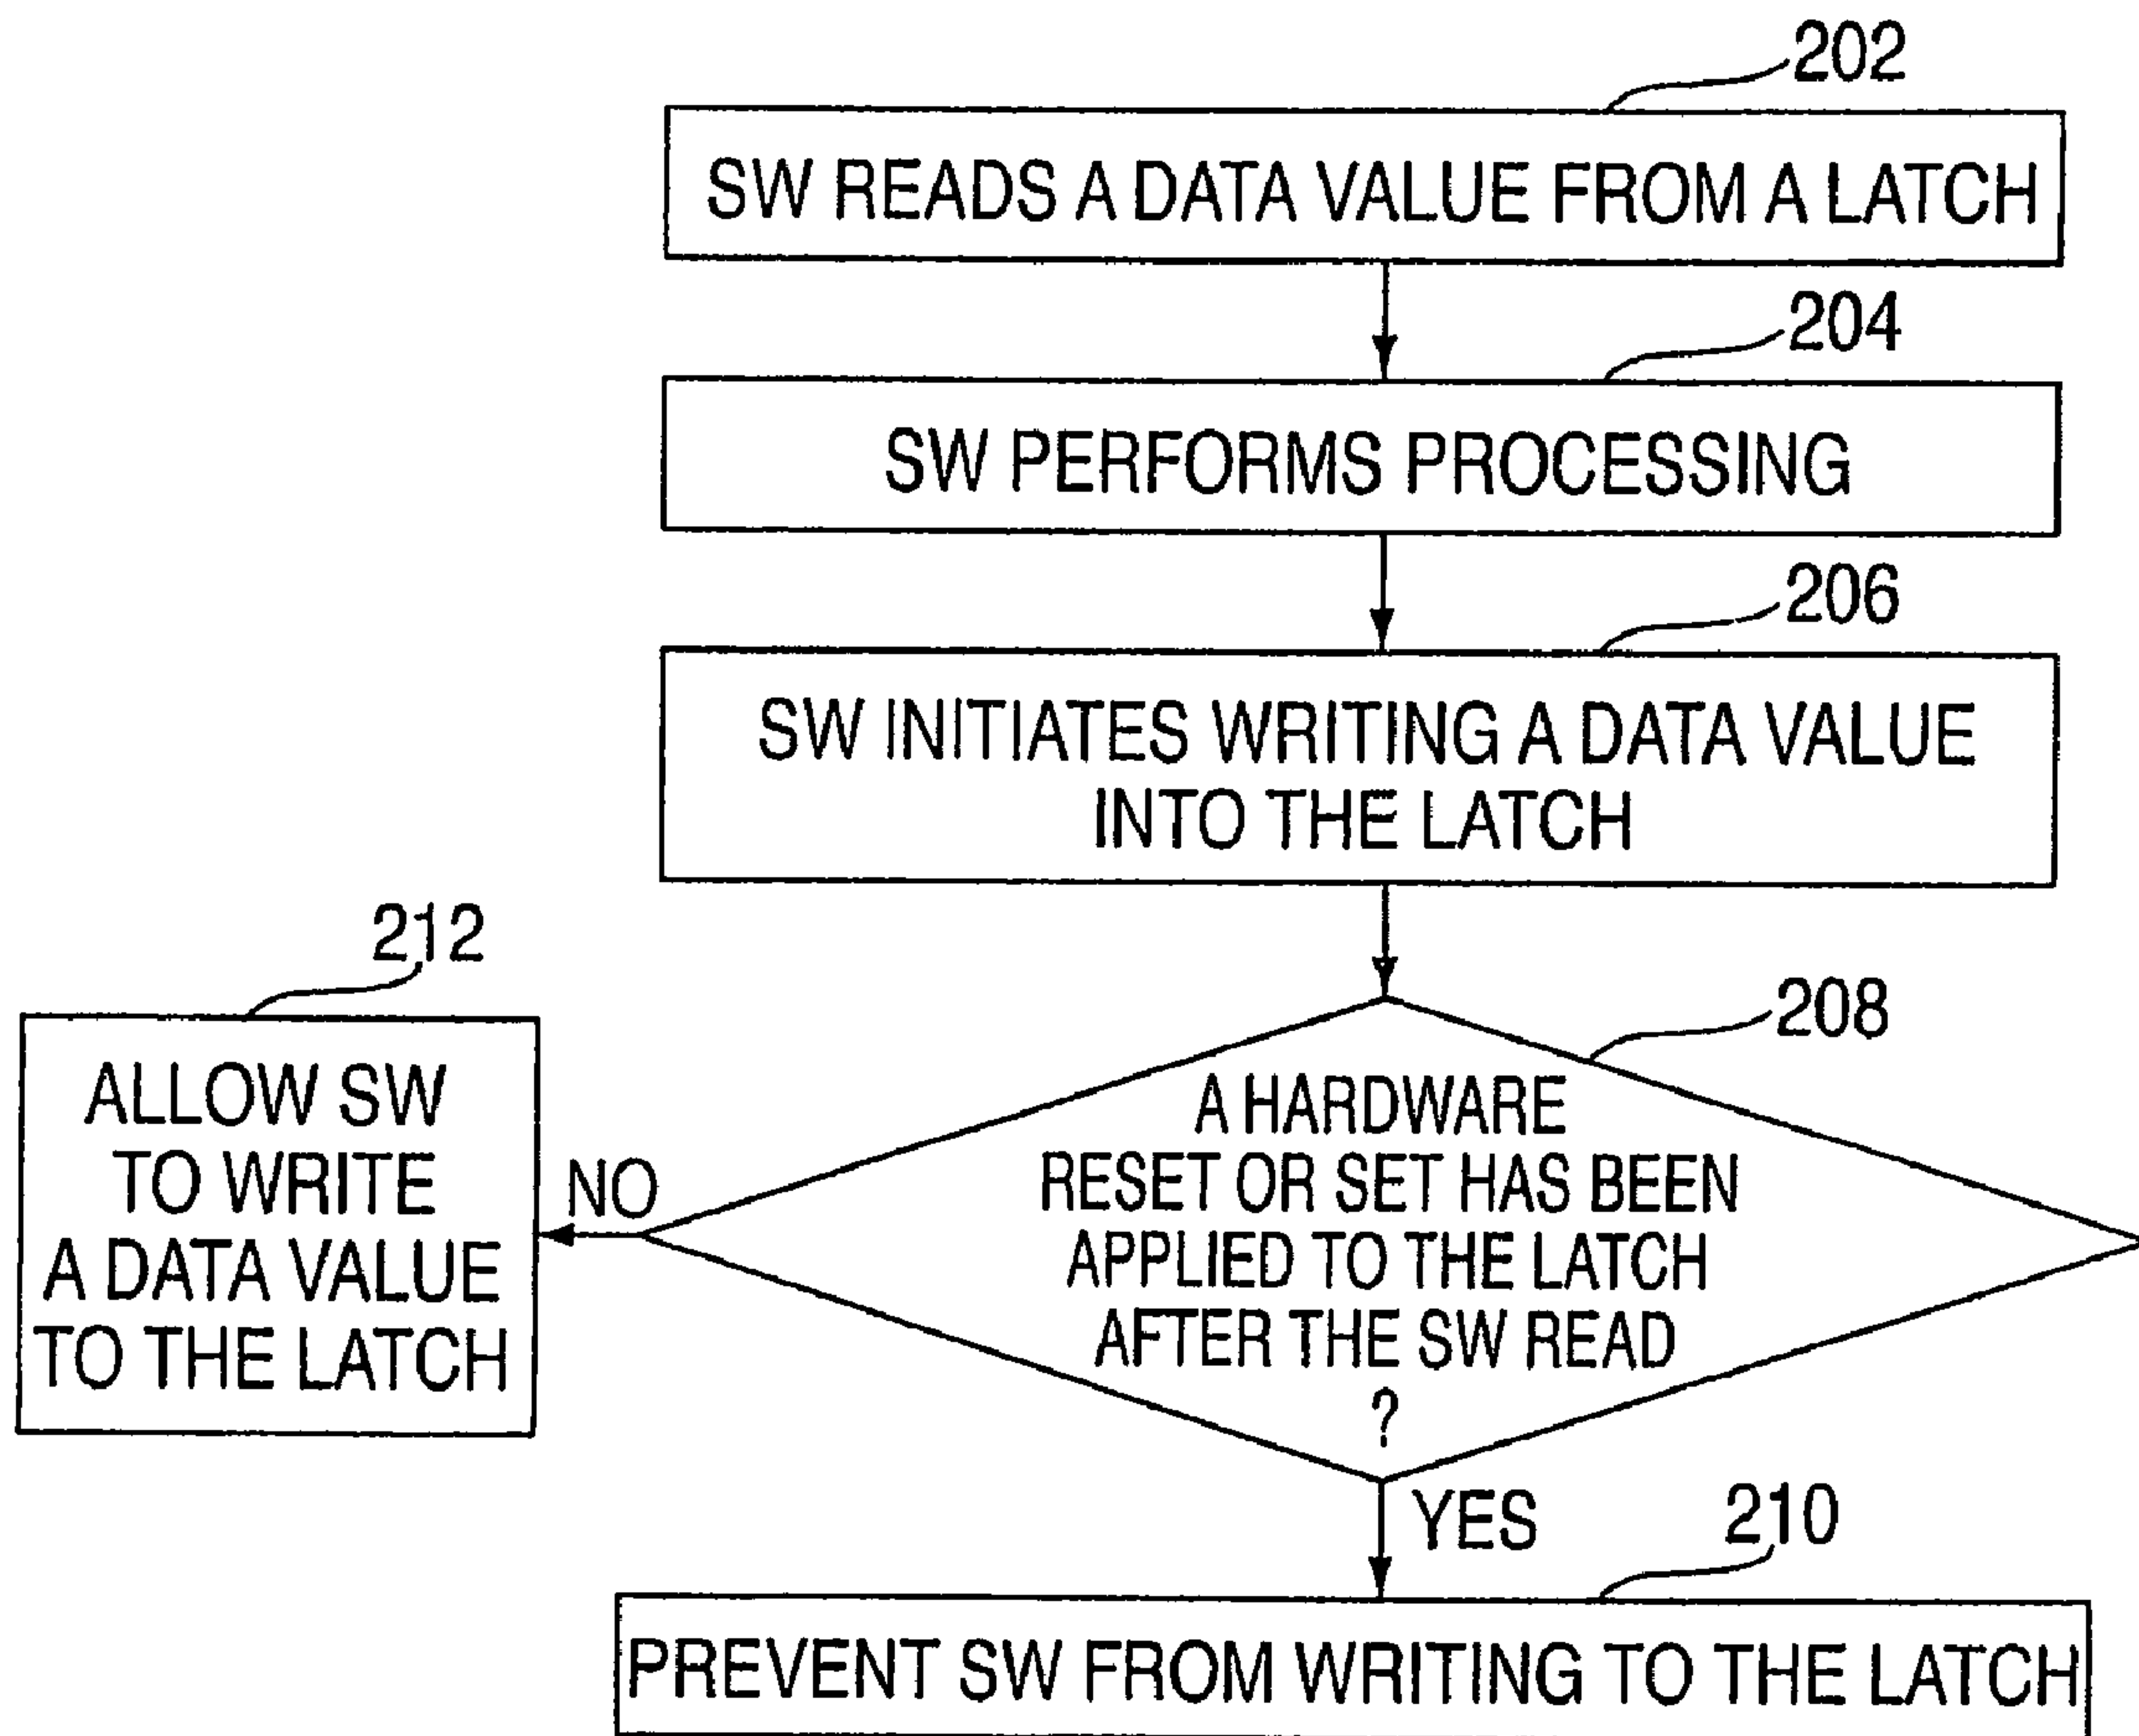 202
SW READS A DATA VALUE FROM A LATCH
204
SW PERFORMS PROCESSING
206
SW INITIATES WRITING A DATA VALUE
INTO THE LATCH
212
ALLOW SW
TO WRITE
A DATA VALUE
TO THE LATCH
NO
208
A HARDWARE
RESET OR SET HAS BEEN
APPLIED TO THE LATCH
AFTER THE SW READ
?
YES
210
PREVENT SW FROM WRITING TO THE LATCH